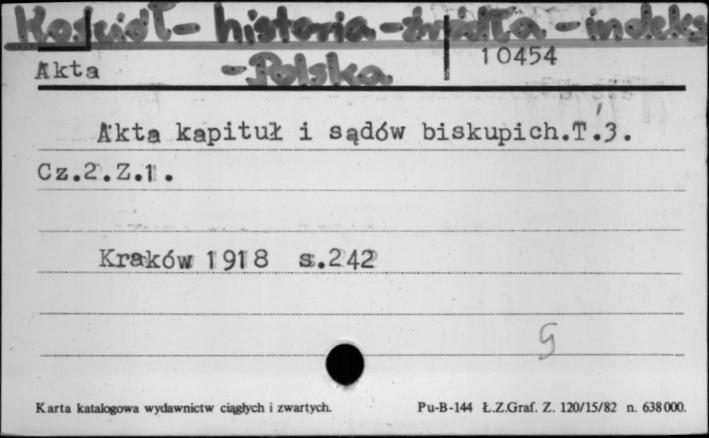 Kościół - historia - źródła - indeks
- Polska
10454
Akta
Akta kapituł i sądów biskupich.T.3.
Cz.2.Z.1.
Kraków 1918 s.242
G
Karta katalogowa wydawnictw ciągłych i zwartych. Pu-B-144 Ł.Z.Graf. Z. 120/15/82 n. 638000.